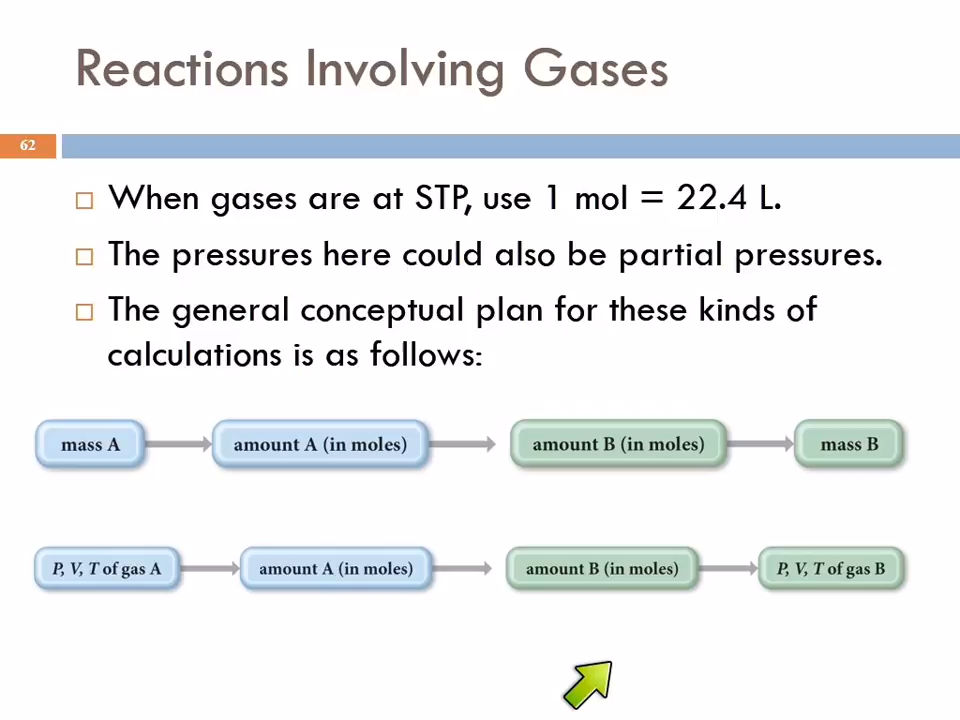 Reactions Involving Gases
62
When gases are at STP, use 1 mol = 22.4 L.
The pressures here could also be partial pressures.
The general conceptual plan for these kinds of
calculations is as follows:
mass A amount A (in moles) amount B (in moles) mass B
P, V, T of gas A amount A (in moles) amount B (in moles) P, V, T of gas B